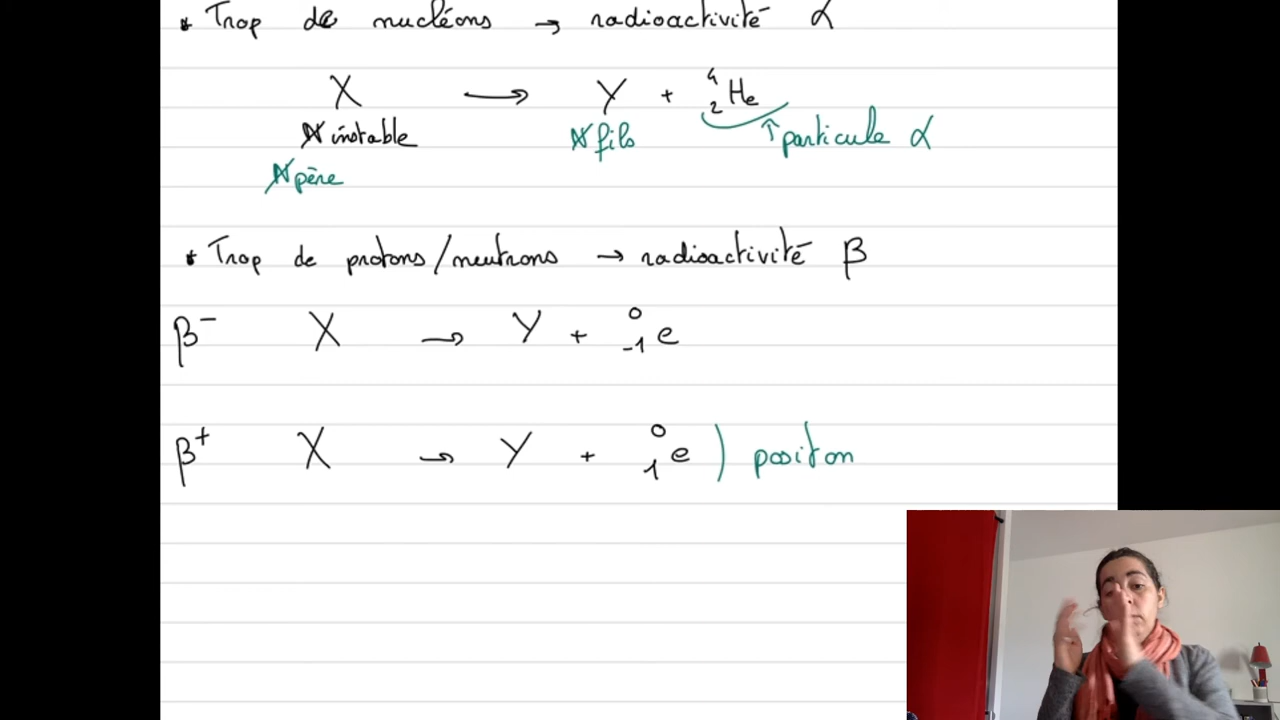 * Trop de nucléons → radioactivité α
X → Y + ⁴₂He
N instable N fils ↑ particule α
N père
* Trop de protons/neutrons → radioactivité β
β⁻ X → Y + ⁰₋₁e
β⁺ X → Y + ⁰₁e ) positon